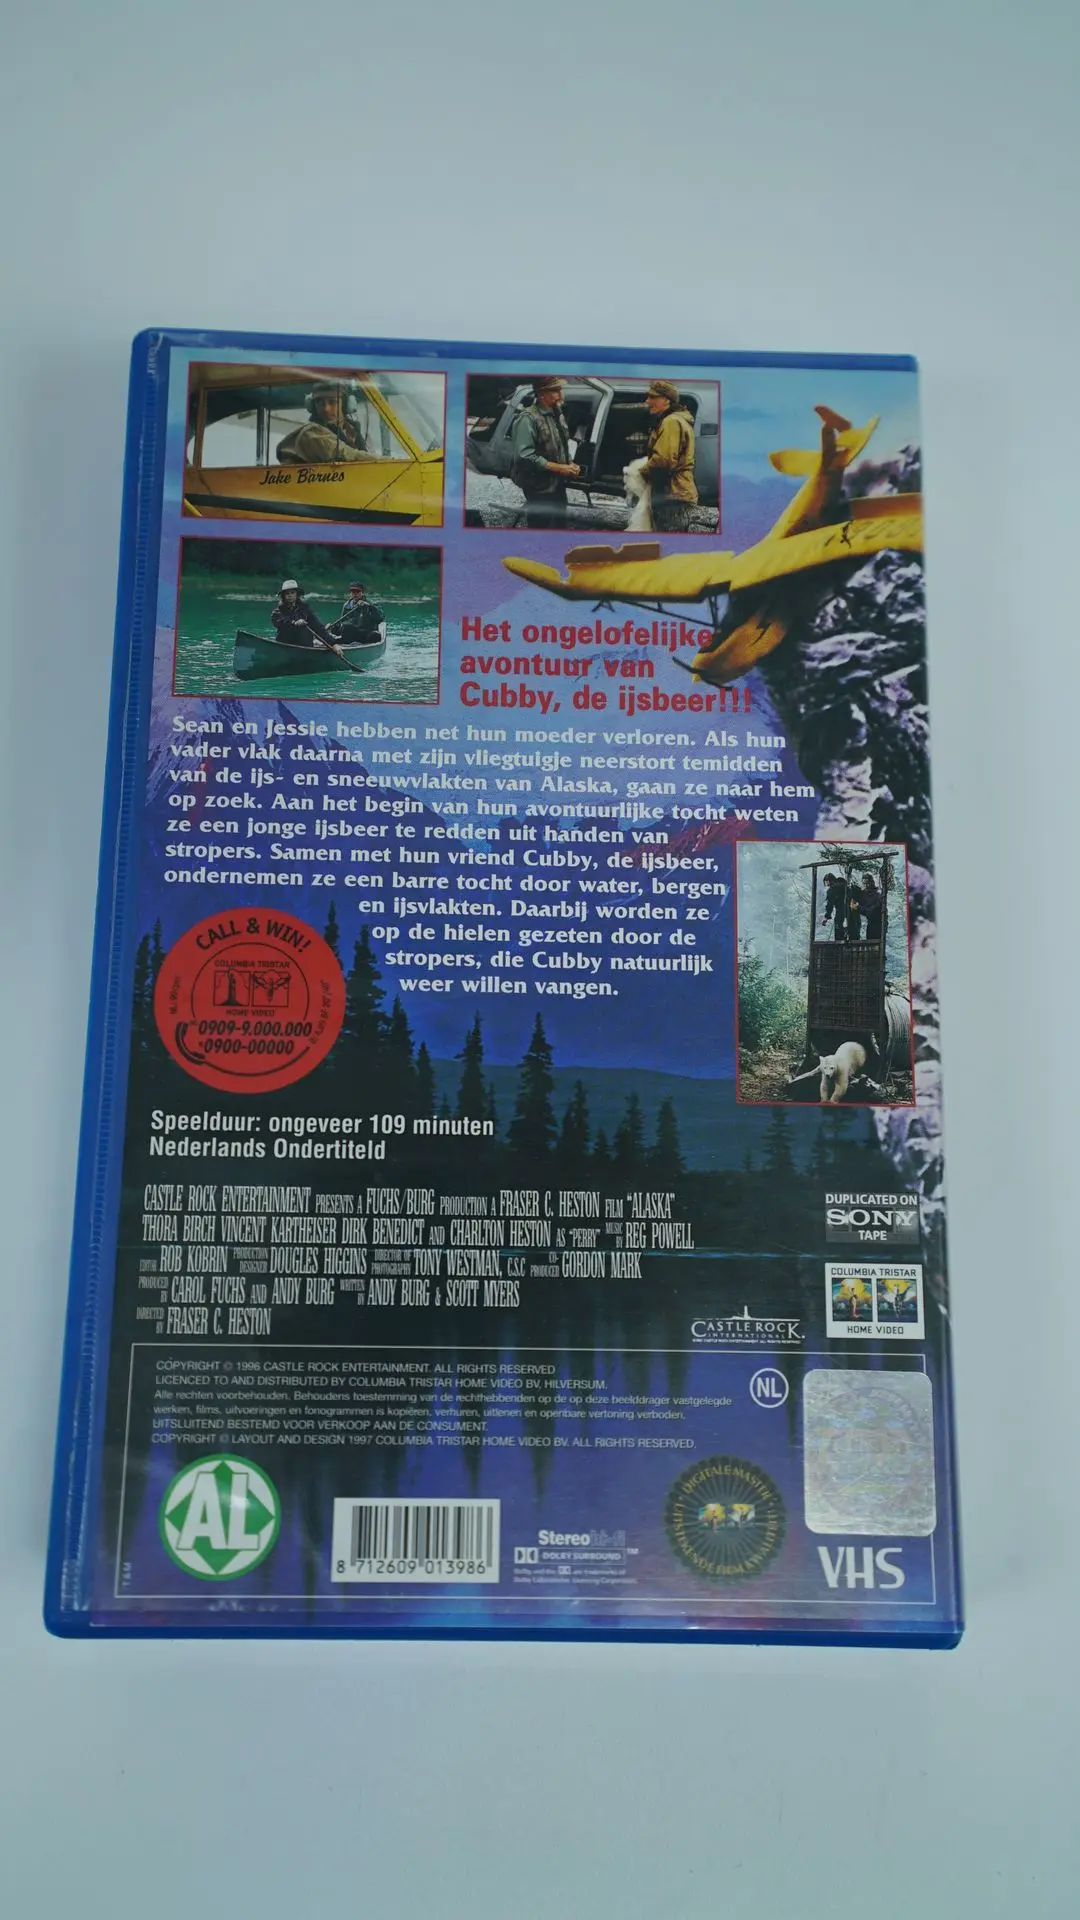 Jake Barnes
Het ongelofelijke
avontuur van
Cubby, de ijsbeer!!!
Sean en Jessie hebben net hun moeder verloren. Als hun
vader vlak daarna met zijn vliegtuigje neerstort temidden
van de ijs- en sneeuwvlakten van Alaska, gaan ze naar hem
op zoek. Aan het begin van hun avontuurlijke tocht weten
ze een jonge ijsbeer te redden uit handen van
stropers. Samen met hun vriend Cubby, de ijsbeer,
ondernemen ze een barre tocht door water, bergen
en ijsvlakten. Daarbij worden ze
op de hielen gezeten door de
stropers, die Cubby natuurlijk
weer willen vangen.
CALL & WIN!
COLUMBIA TRISTAR
HOME VIDEO
0909-9.000.000
0900-00000
Speelduur: ongeveer 109 minuten
Nederlands Ondertiteld
CASTLE ROCK ENTERTAINMENT PRESENTS A FUCHS/BURG PRODUCTION A FRASER C. HESTON FILM "ALASKA"
THORA BIRCH VINCENT KARTHEISER DIRK BENEDICT AND CHARLTON HESTON AS "PERRY" MUSIC BY REG POWELL
EDITOR ROB KOBRIN PRODUCTION DESIGNER DOUGLES HIGGINS DIRECTOR OF PHOTOGRAPHY TONY WESTMAN, C.S.C CO-PRODUCER GORDON MARK
PRODUCED BY CAROL FUCHS AND ANDY BURG WRITTEN BY ANDY BURG & SCOTT MYERS
DIRECTED BY FRASER C. HESTON
DUPLICATED ON
SONY
TAPE
COLUMBIA TRISTAR
HOME VIDEO
CASTLE ROCK
INTERNATIONAL
COPYRIGHT © 1996 CASTLE ROCK ENTERTAINMENT. ALL RIGHTS RESERVED
LICENCED TO AND DISTRIBUTED BY COLUMBIA TRISTAR HOME VIDEO BV, HILVERSUM.
Alle rechten voorbehouden. Behoudens toestemming van de rechthebbenden op de op deze beelddrager vastgelegde
werken, films, uitvoeringen en fonogrammen is kopiëren, verhuren, uitlenen en openbare vertoning verboden.
UITSLUITEND BESTEMD VOOR VERKOOP AAN DE CONSUMENT.
COPYRIGHT © LAYOUT AND DESIGN 1997 COLUMBIA TRISTAR HOME VIDEO BV. ALL RIGHTS RESERVED.
NL
AL
T&M
8 712609 013986
Stereo hi-fi
DOLBY SURROUND™
DIGITALE MASTER
VHS